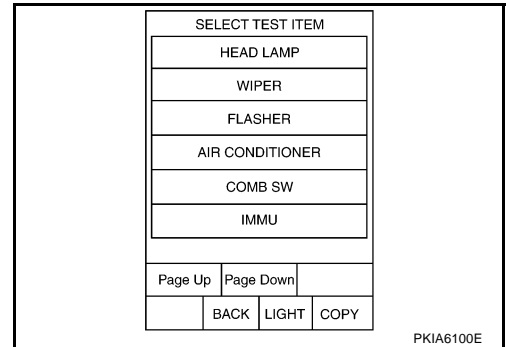 SELECT TEST ITEM
HEAD LAMP
WIPER
FLASHER
AIR CONDITIONER
COMB SW
IMMU
Page Up Page Down
BACK LIGHT COPY
PKIA6100E